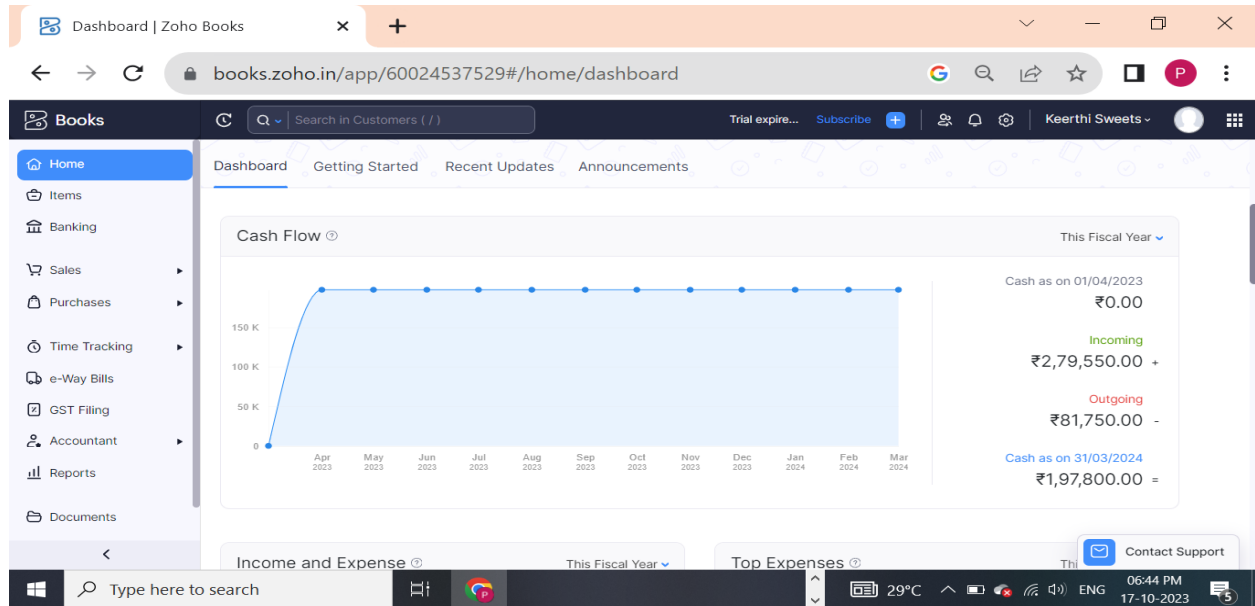 Dashboard | Zoho Books
books.zoho.in/app/60024537529#/home/dashboard
P
Books
Search in Customers ( / )
Trial expire... Subscribe
Keerthi Sweets
Home
Items
Banking
Sales
Purchases
Time Tracking
e-Way Bills
GST Filing
Accountant
Reports
Documents
Dashboard Getting Started Recent Updates Announcements
Cash Flow
This Fiscal Year
150 K
100 K
50 K
0
Apr 2023 May 2023 Jun 2023 Jul 2023 Aug 2023 Sep 2023 Oct 2023 Nov 2023 Dec 2023 Jan 2024 Feb 2024 Mar 2024
Cash as on 01/04/2023
₹0.00
Incoming
₹2,79,550.00 +
Outgoing
₹81,750.00 -
Cash as on 31/03/2024
₹1,97,800.00 =
Income and Expense
This Fiscal Year
Top Expenses
Thi
Contact Support
Type here to search
29°C
ENG
06:44 PM
17-10-2023
5